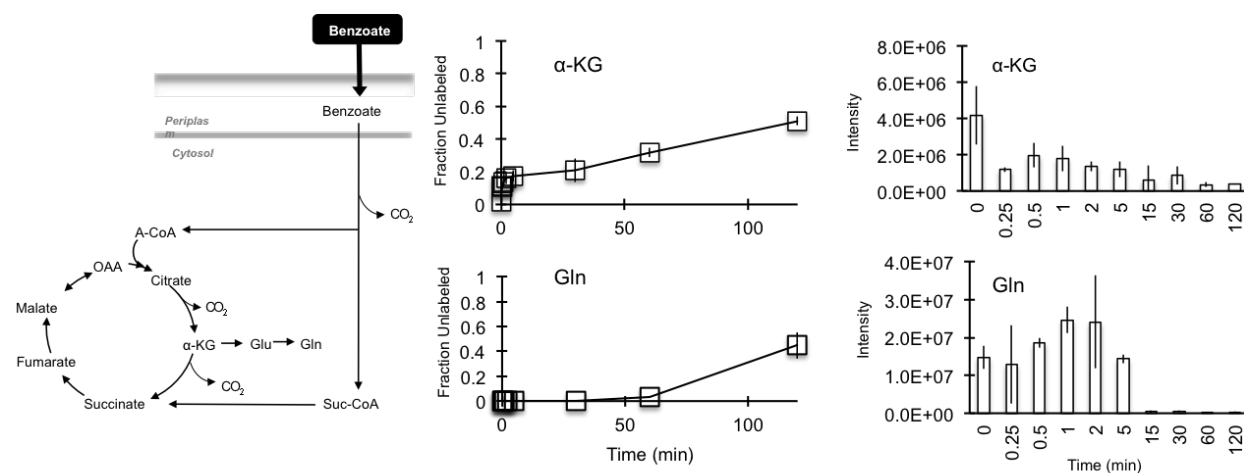 Benzoate
Benzoate
Periplas
m
Cytosol
CO2
A-CoA
OAA
Citrate
CO2
Malate
α-KG
Glu
Gln
Fumarate
CO2
Succinate
Suc-CoA
Fraction Unlabeled
1
0.8
0.6
0.4
0.2
0
α-KG
0
50
100
Fraction Unlabeled
1
0.8
0.6
0.4
0.2
0
Gln
0
50
100
Time (min)
Intensity
8.0E+06
6.0E+06
4.0E+06
2.0E+06
0.0E+00
α-KG
0
0.25
0.5
1
2
5
15
30
60
120
Intensity
4.0E+07
3.0E+07
2.0E+07
1.0E+07
0.0E+00
Gln
0
0.25
0.5
1
2
5
15
30
60
120
Time (min)